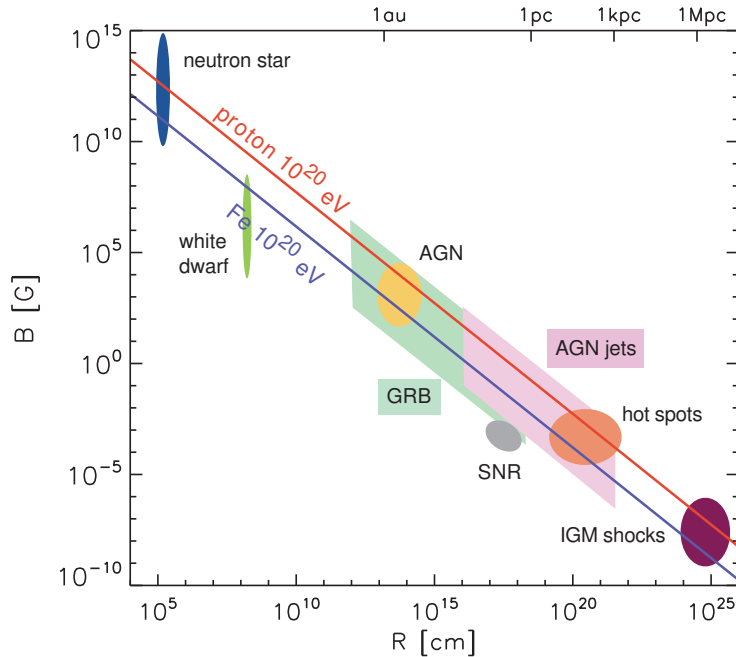 1au 1pc 1kpc 1Mpc
10^15
neutron star
proton 10^20 eV
10^10
Fe 10^20 eV
white
dwarf
10^5
AGN
B [G]
10^0
AGN jets
GRB
hot spots
SNR
10^-5
IGM shocks
10^-10
10^5 10^10 10^15 10^20 10^25
R [cm]